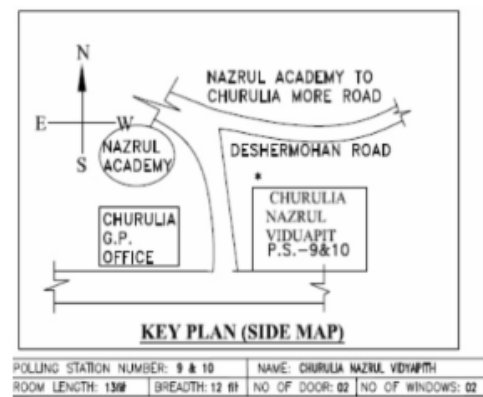 N
E W
S
NAZRUL
ACADEMY
NAZRUL ACADEMY TO
CHURULIA MORE ROAD
DESHERMOHAN ROAD
*
CHURULIA
NAZRUL
VIDUAPIT
P.S.-9&10
CHURULIA
G.P.
OFFICE
KEY PLAN (SIDE MAP)
POLLING STATION NUMBER: 9 & 10 NAME: CHURULIA NAZRUL VIDYAPITH
ROOM LENGTH: BREADTH: 12 NO OF DOOR: 02 NO OF WINDOWS: 02